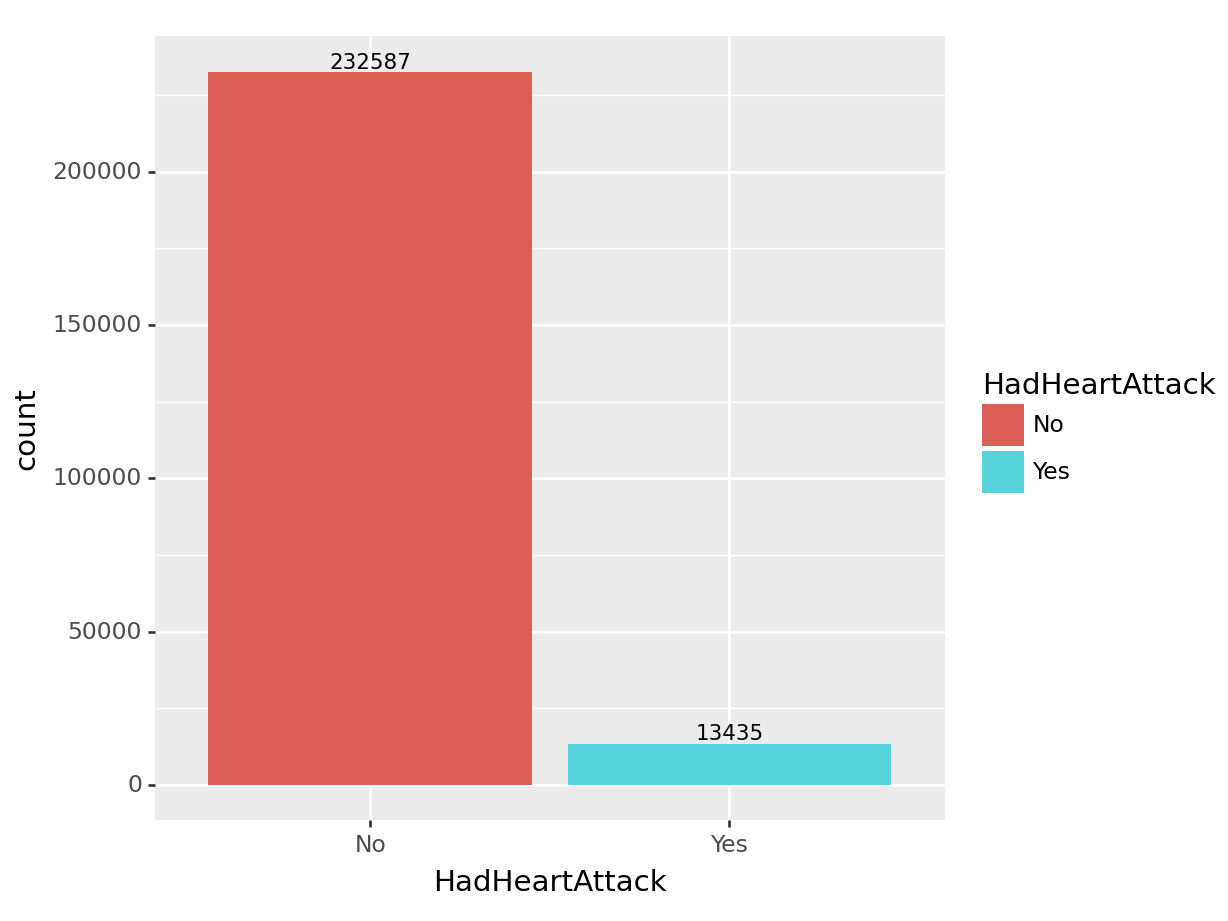 232587
200000
150000
100000
50000
13435
0
No
Yes
HadHeartAttack
count
HadHeartAttack
No
Yes